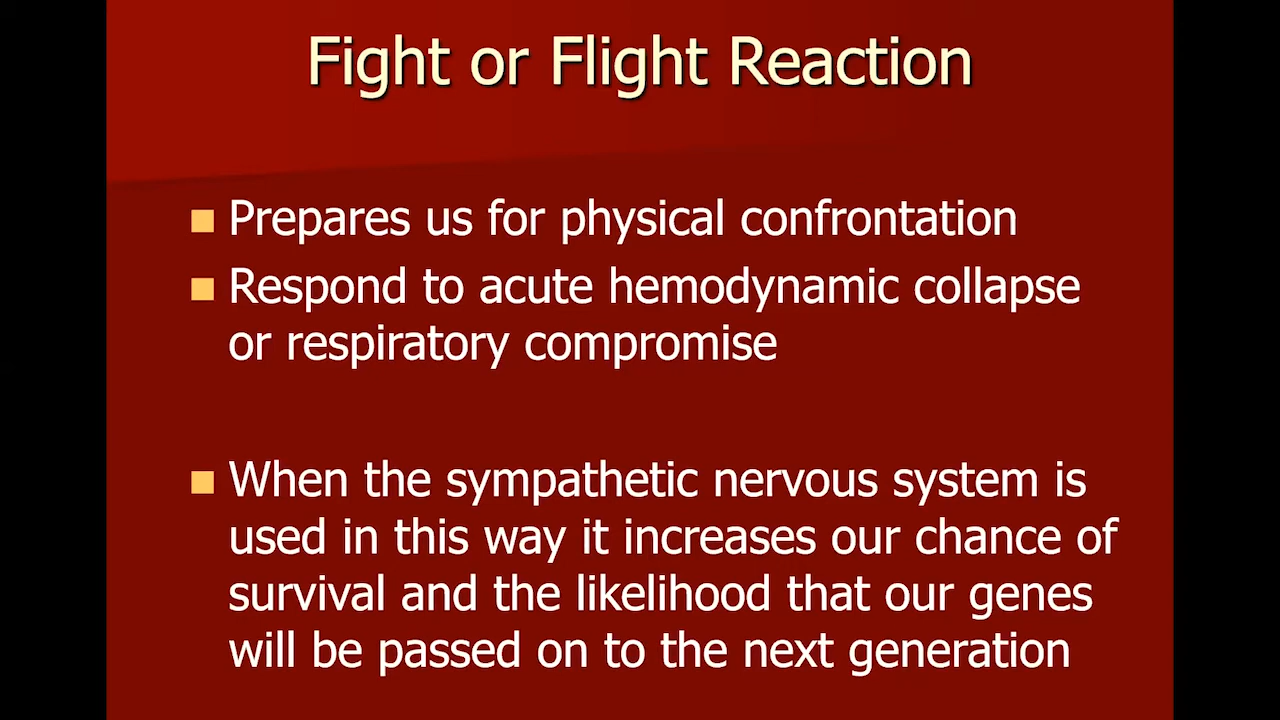 Fight or Flight Reaction
Prepares us for physical confrontation
Respond to acute hemodynamic collapse
or respiratory compromise
When the sympathetic nervous system is
used in this way it increases our chance of
survival and the likelihood that our genes
will be passed on to the next generation